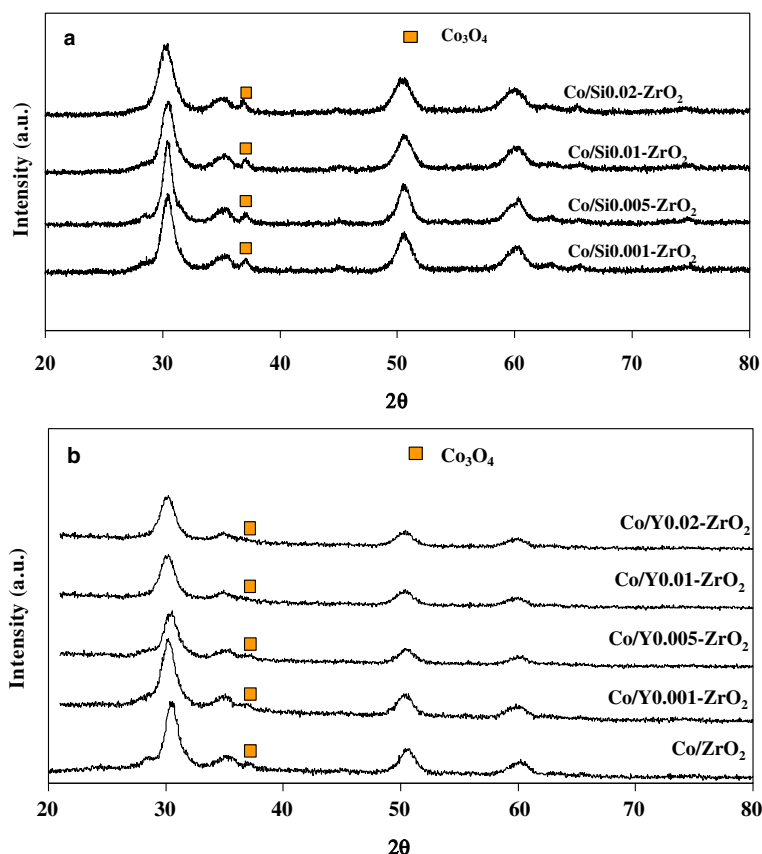 a
Co₃O₄
Co/Si0.02-ZrO₂
Co/Si0.01-ZrO₂
Co/Si0.005-ZrO₂
Co/Si0.001-ZrO₂
Intensity (a.u.)
20 30 40 50 60 70 80
2θ
b
Co₃O₄
Co/Y0.02-ZrO₂
Co/Y0.01-ZrO₂
Co/Y0.005-ZrO₂
Co/Y0.001-ZrO₂
Co/ZrO₂
Intensity (a.u.)
20 30 40 50 60 70 80
2θ